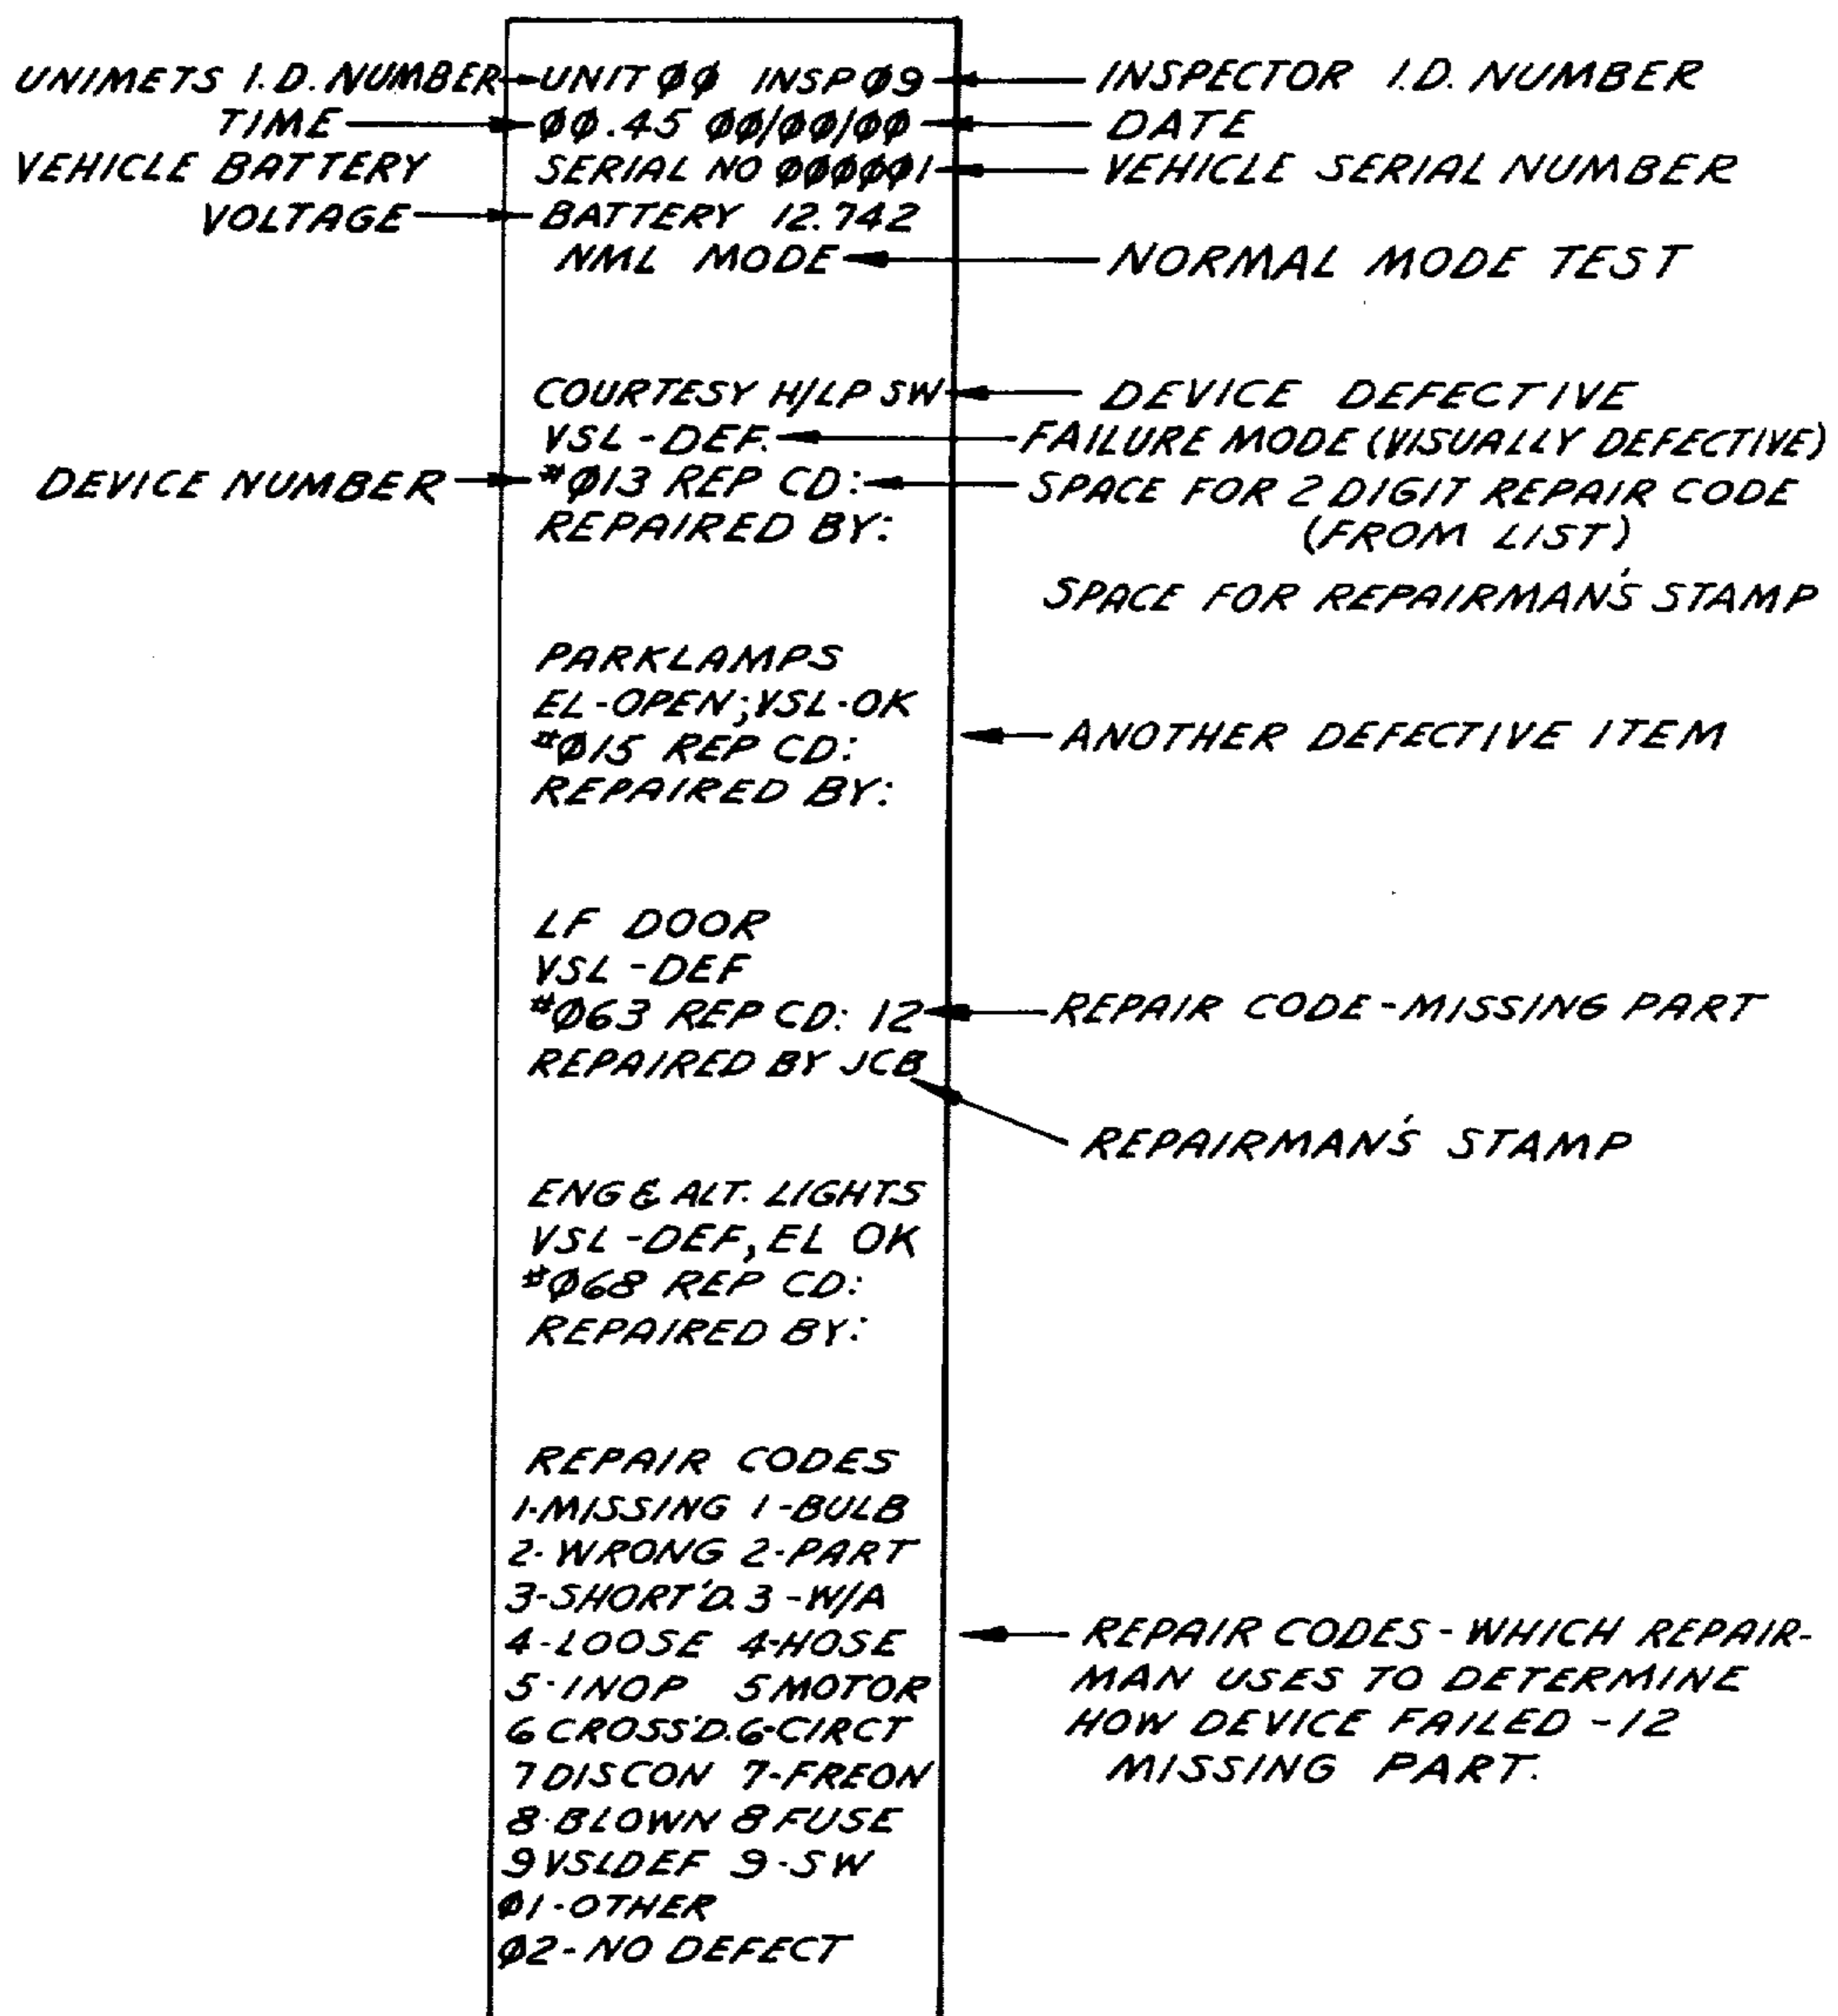 UNIMETS I.D. NUMBER UNIT ØØ INSP Ø9 INSPECTOR I.D. NUMBER
TIME ØØ.45 ØØ/ØØ/ØØ DATE
VEHICLE BATTERY SERIAL NO ØØØØØ1 VEHICLE SERIAL NUMBER
VOLTAGE BATTERY 12.742
NML MODE NORMAL MODE TEST
COURTESY H/LP SW DEVICE DEFECTIVE
VSL-DEF. FAILURE MODE (VISUALLY DEFECTIVE)
DEVICE NUMBER #Ø13 REP CD: SPACE FOR 2 DIGIT REPAIR CODE
REPAIRED BY: (FROM LIST)
SPACE FOR REPAIRMAN'S STAMP
PARKLAMPS
EL-OPEN; VSL-OK
#Ø15 REP CD: ANOTHER DEFECTIVE ITEM
REPAIRED BY:
LF DOOR
VSL-DEF
#Ø63 REP CD: 12 REPAIR CODE-MISSING PART
REPAIRED BY JCB
REPAIRMAN'S STAMP
ENG & ALT. LIGHTS
VSL-DEF, EL OK
#Ø68 REP CD:
REPAIRED BY:
REPAIR CODES
1-MISSING 1-BULB
2-WRONG 2-PART
3-SHORT'D. 3-W/A
4-LOOSE 4-HOSE REPAIR CODES-WHICH REPAIR-
5-INOP 5 MOTOR MAN USES TO DETERMINE
6 CROSS'D. 6-CIRCT HOW DEVICE FAILED-12
7 DISCON 7-FREON MISSING PART.
8-BLOWN 8 FUSE
9 VSLDEF 9-SW
Ø1-OTHER
Ø2-NO DEFECT